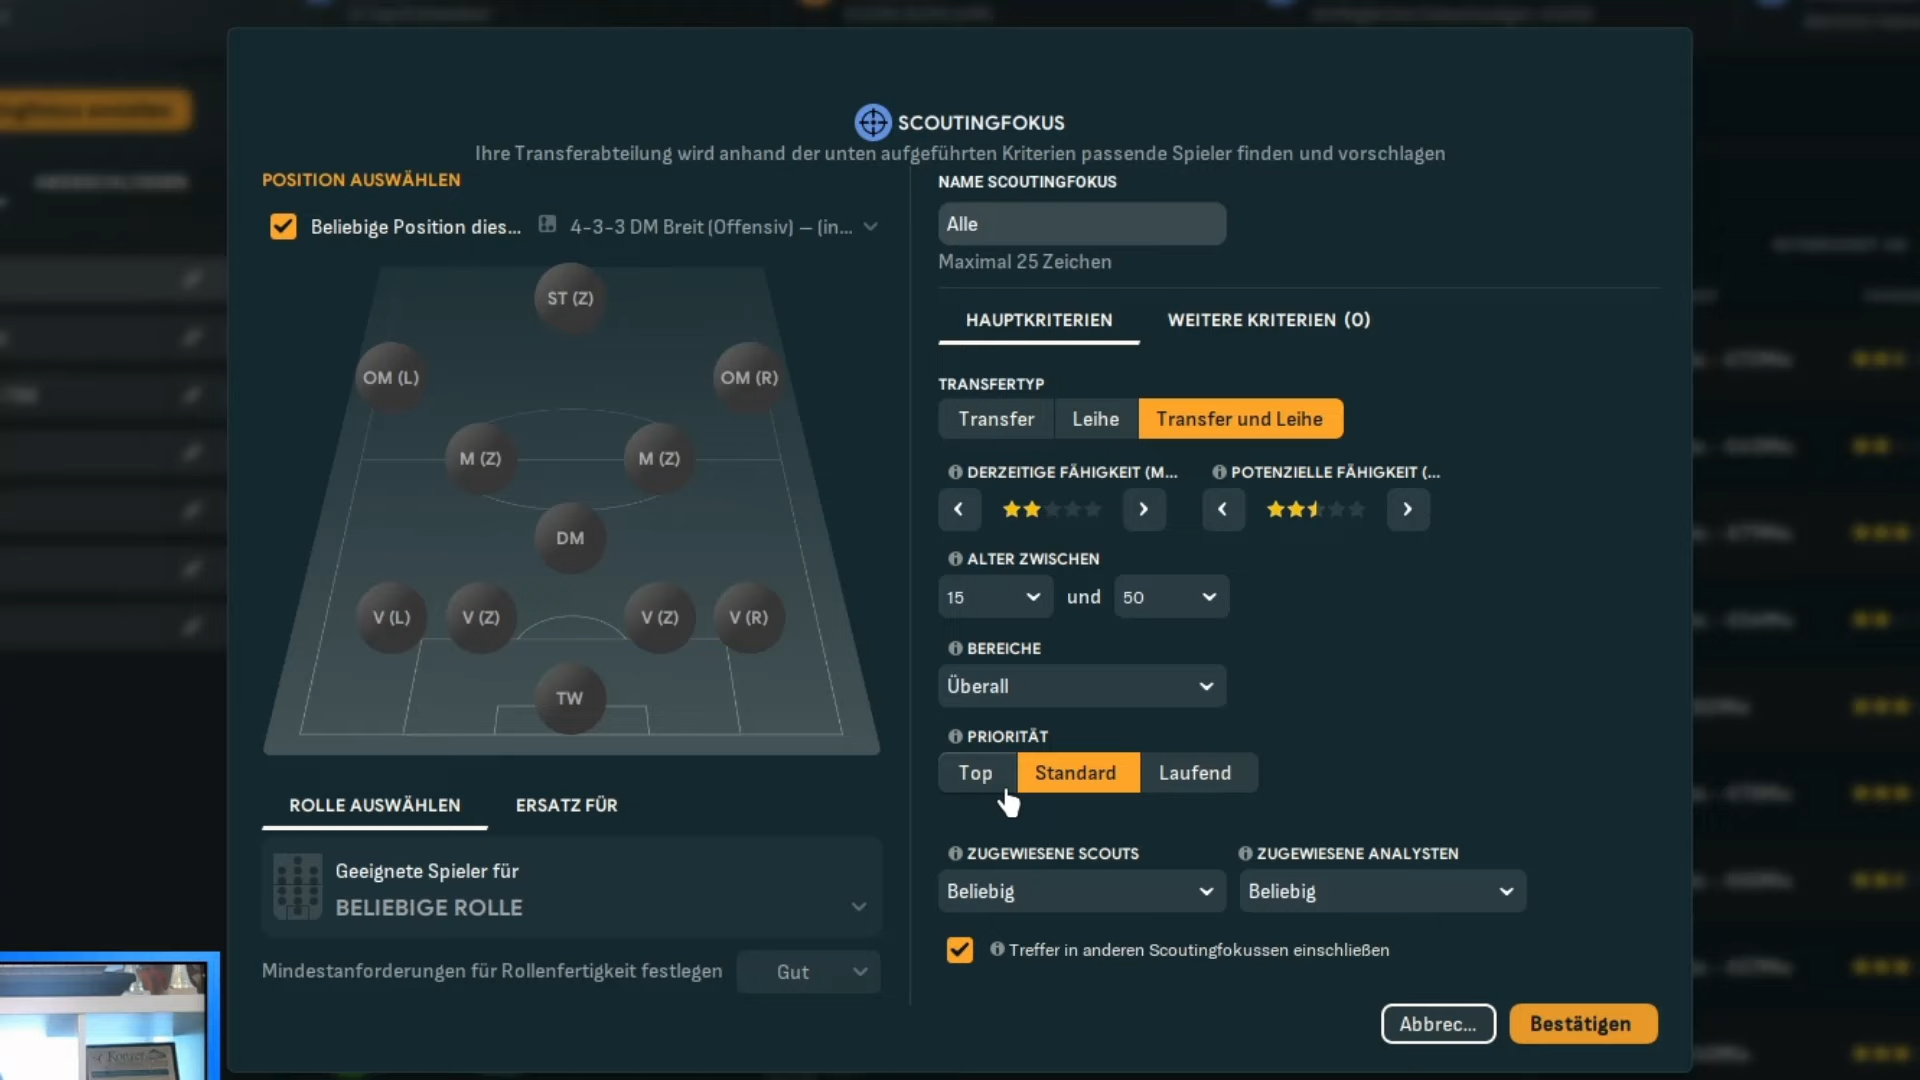 SCOUTINGFOKUS
Ihre Transferabteilung wird anhand der unten aufgeführten Kriterien passende Spieler finden und vorschlagen
POSITION AUSWÄHLEN
Beliebige Position dies...
4-3-3 DM Breit (Offensiv) – (in...
ST (Z)
OM (L)
OM (R)
M (Z)
M (Z)
DM
V (L)
V (Z)
V (Z)
V (R)
TW
ROLLE AUSWÄHLEN
ERSATZ FÜR
Geeignete Spieler für
BELIEBIGE ROLLE
Mindestanforderungen für Rollenfertigkeit festlegen
Gut
NAME SCOUTINGFOKUS
Alle
Maximal 25 Zeichen
HAUPTKRITERIEN
WEITERE KRITERIEN (0)
TRANSFERTYP
Transfer
Leihe
Transfer und Leihe
DERZEITIGE FÄHIGKEIT (M...
POTENZIELLE FÄHIGKEIT (...
ALTER ZWISCHEN
15
und
50
BEREICHE
Überall
PRIORITÄT
Top
Standard
Laufend
ZUGEWIESENE SCOUTS
ZUGEWIESENE ANALYSTEN
Beliebig
Beliebig
Treffer in anderen Scoutingfokussen einschließen
Abbrec...
Bestätigen